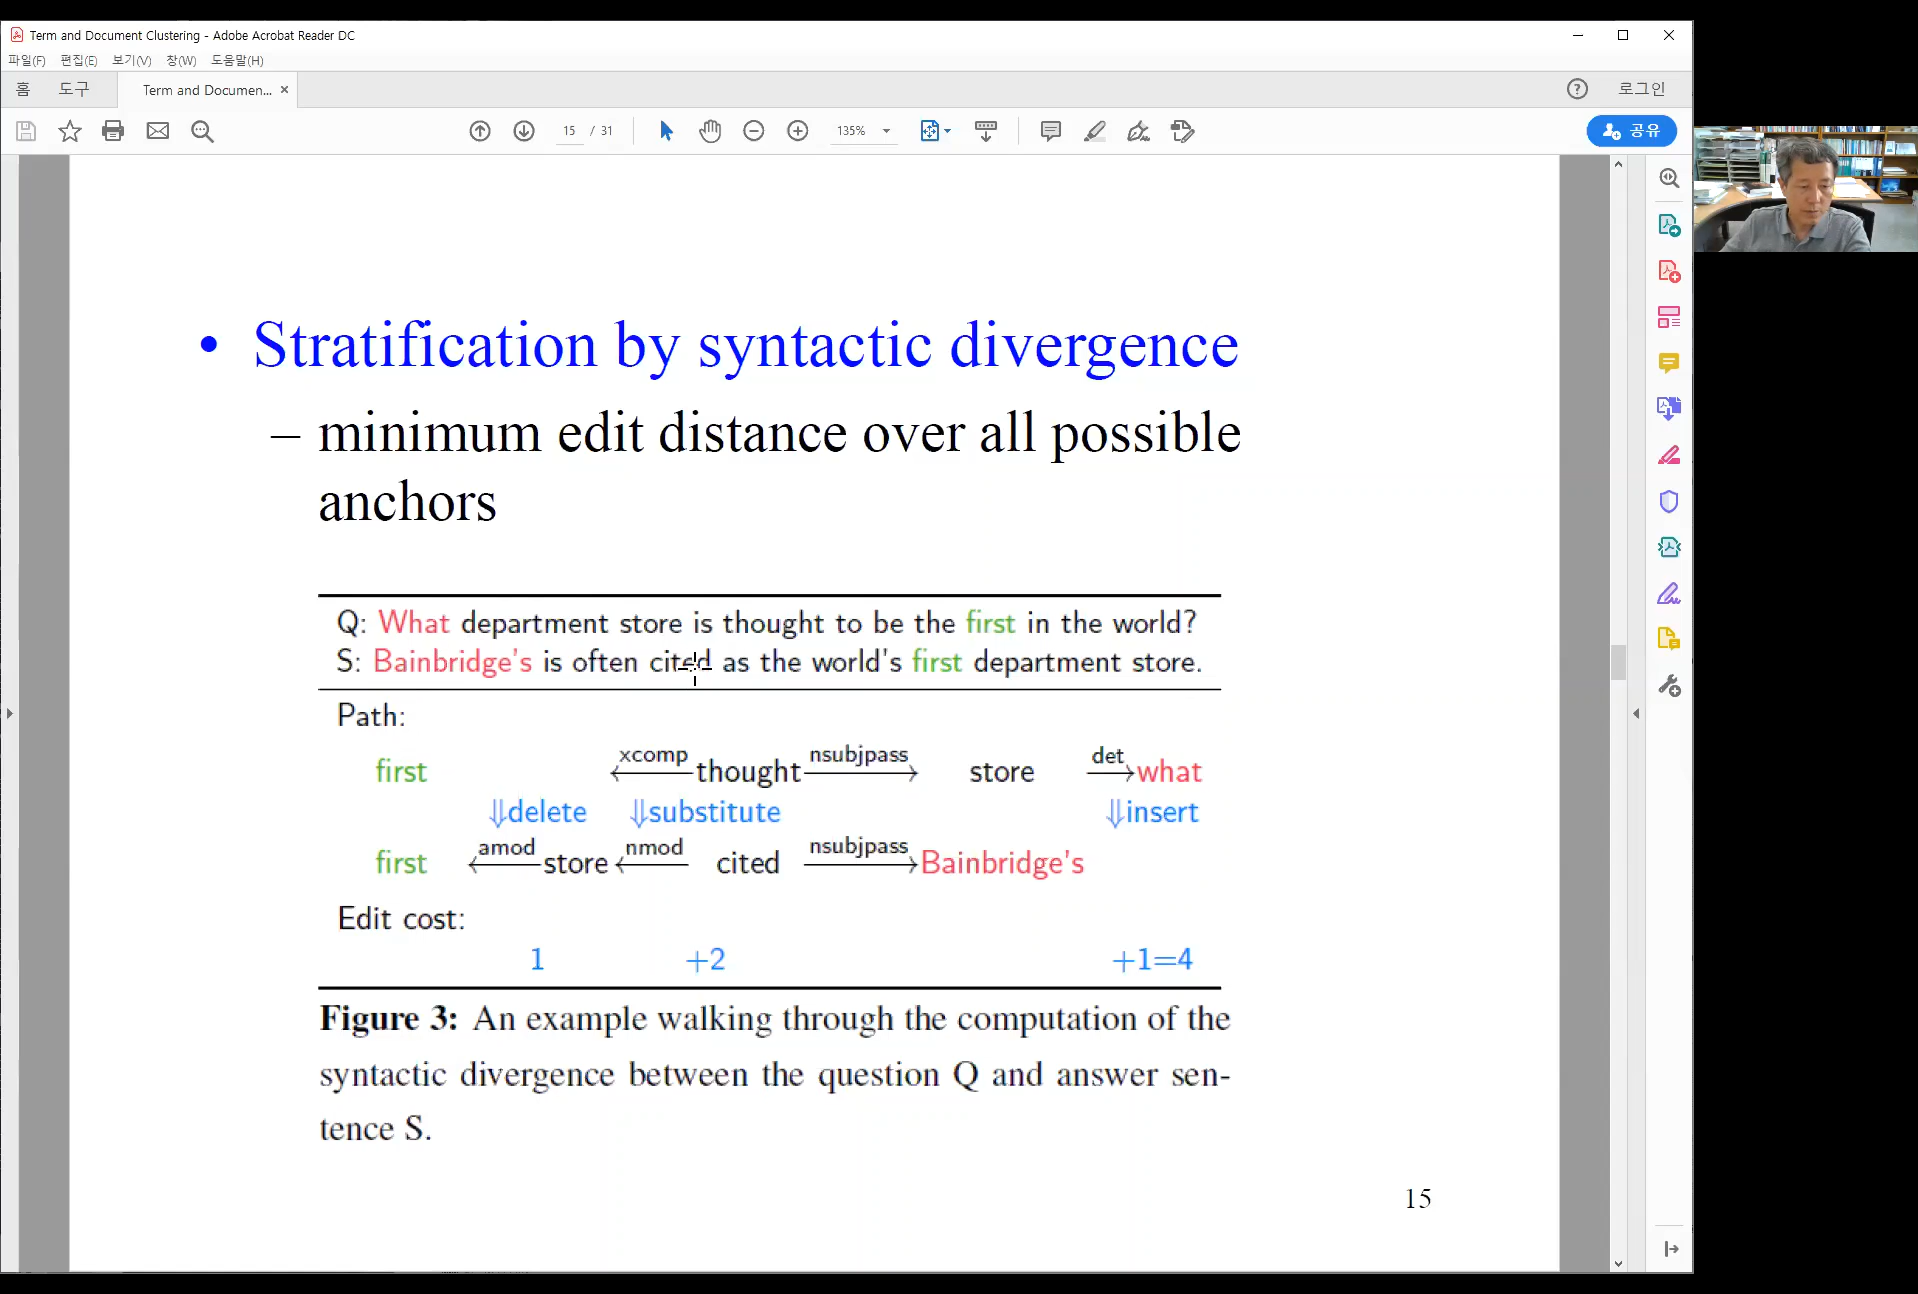 Term and Document Clustering - Adobe Acrobat Reader DC
파일(F) 편집(E) 보기(V) 창(W) 도움말(H)
홈 도구 Term and Documen... × ? 로그인
15 / 31 135% 공유
• Stratification by syntactic divergence
– minimum edit distance over all possible
anchors
Q: What department store is thought to be the first in the world?
S: Bainbridge's is often cited as the world's first department store.
Path:
xcomp nsubjpass det
first thought store what
⇓delete ⇓substitute ⇓insert
amod nmod nsubjpass
first store cited Bainbridge's
Edit cost:
1 +2 +1=4
Figure 3: An example walking through the computation of the
syntactic divergence between the question Q and answer sen-
tence S.
15